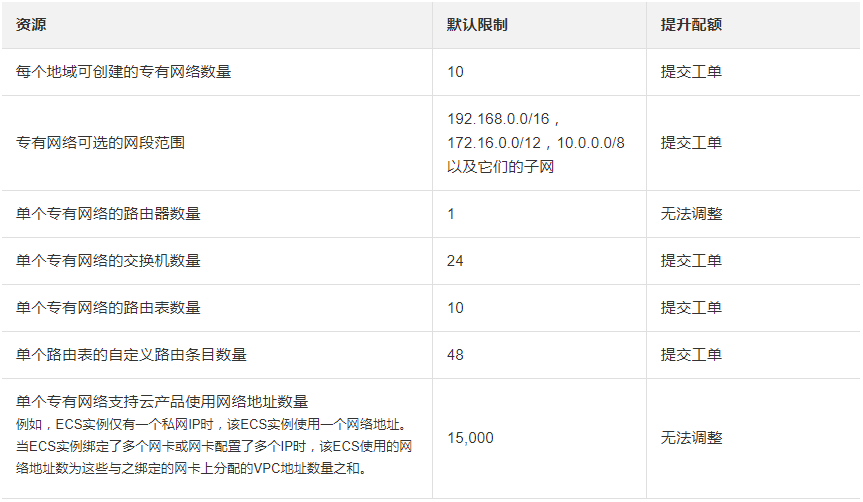 资源 默认限制 提升配额
每个地域可创建的专有网络数量 10 提交工单
专有网络可选的网段范围
192.168.0.0/16，
172.16.0.0/12，10.0.0.0/8
以及它们的子网
提交工单
单个专有网络的路由器数量 1 无法调整
单个专有网络的交换机数量 24 提交工单
单个专有网络的路由表数量 10 提交工单
单个路由表的自定义路由条目数量 48 提交工单
单个专有网络支持云产品使用网络地址数量
例如，ECS实例仅有一个私网IP时，该ECS实例使用一个网络地址。
当ECS实例绑定了多个网卡或网卡配置了多个IP时，该ECS使用的网
络地址数为这些与之绑定的网卡上分配的VPC地址数量之和。
15,000 无法调整